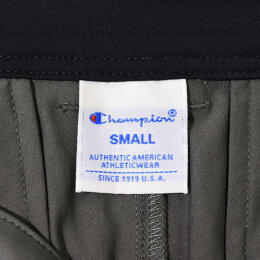 Champion®
SMALL
AUTHENTIC AMERICAN
ATHLETICWEAR
SINCE 1919 U.S.A.